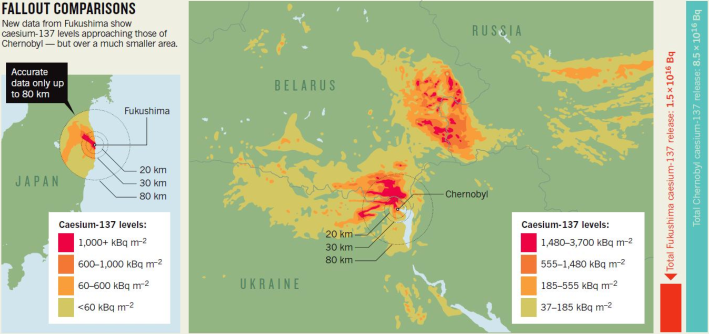 FALLOUT COMPARISONS
New data from Fukushima show
caesium-137 levels approaching those of
Chernobyl — but over a much smaller area.
Accurate
data only up
to 80 km
Fukushima
20 km
30 km
80 km
JAPAN
Caesium-137 levels:
1,000+ kBq m⁻²
600–1,000 kBq m⁻²
60–600 kBq m⁻²
<60 kBq m⁻²
RUSSIA
BELARUS
Chernobyl
20 km
30 km
80 km
UKRAINE
Caesium-137 levels:
1,480–3,700 kBq m⁻²
555–1,480 kBq m⁻²
185–555 kBq m⁻²
37–185 kBq m⁻²
Total Fukushima caesium-137 release: 1.5 × 10¹⁶ Bq
Total Chernobyl caesium-137 release: 8.5 × 10¹⁶ Bq